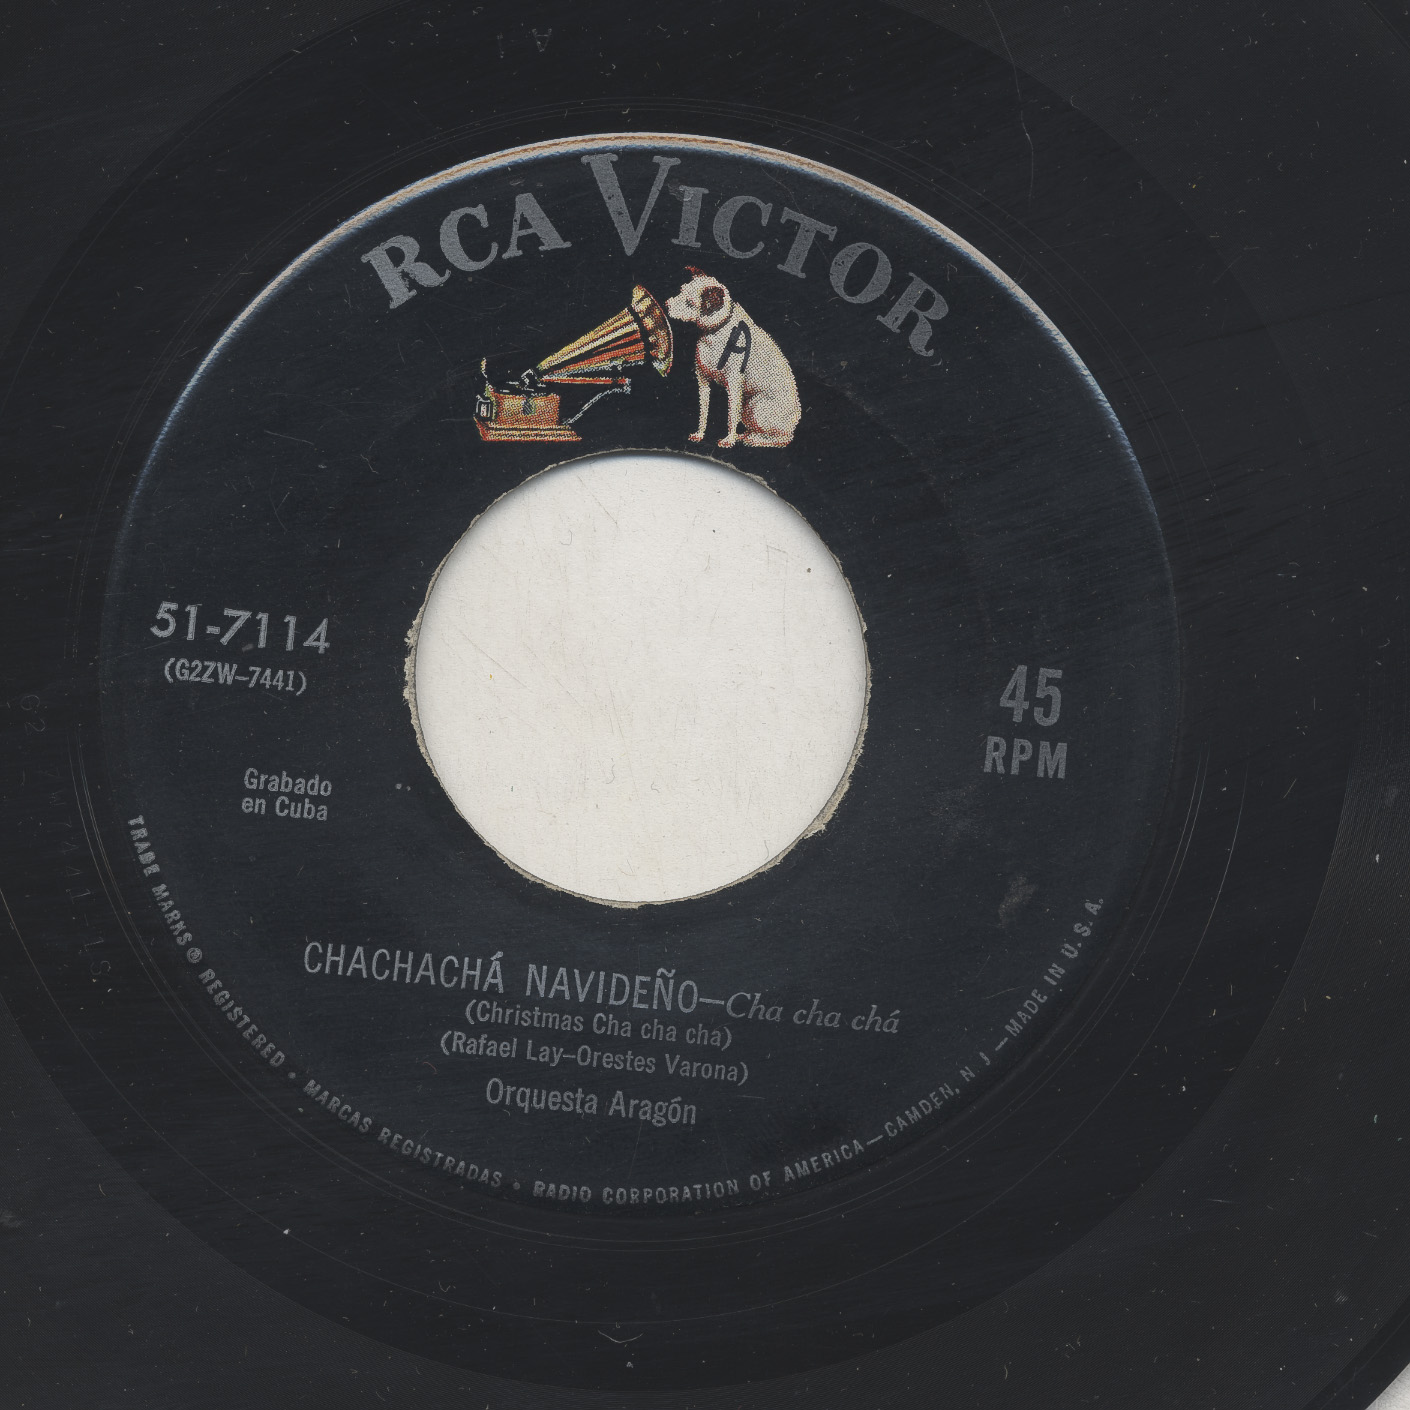 RCA VICTOR
A
51-7114
(G2ZW-7441)
45
RPM
Grabado
en Cuba
CHACHACHÁ NAVIDEÑO—Cha cha chá
(Christmas Cha cha cha)
(Rafael Lay-Orestes Varona)
Orquesta Aragón
TRADE MARKS ® REGISTERED • MARCAS REGISTRADAS • RADIO CORPORATION OF AMERICA—CAMDEN, N J—MADE IN U. S. A.